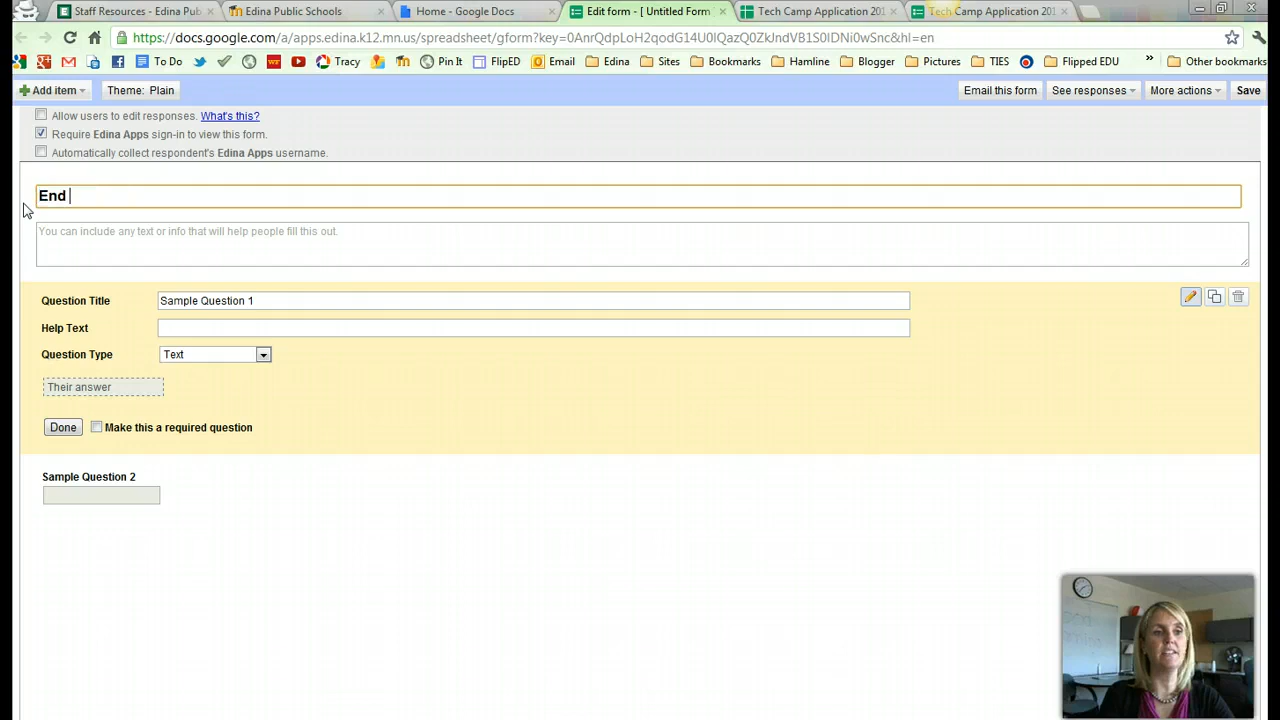 Staff Resources - Edina Pub
Edina Public Schools
Home - Google Docs
Edit form - [ Untitled Form
Tech Camp Application 201
Tech Camp Application 201
https://docs.google.com/a/apps.edina.k12.mn.us/spreadsheet/gform?key=0AnrQdpLoH2qodG14U0lQazQ0ZkJndVB1S0lDNi0wSnc&hl=en
To Do
Tracy
Pin It
FlipED
Email
Edina
Sites
Bookmarks
Hamline
Blogger
Pictures
TIES
Flipped EDU
»
Other bookmarks
Add item
Theme: Plain
Email this form
See responses
More actions
Save
Allow users to edit responses. What's this?
Require Edina Apps sign-in to view this form.
Automatically collect respondent's Edina Apps username.
End
You can include any text or info that will help people fill this out.
Question Title
Sample Question 1
Help Text
Question Type
Text
Their answer
Done
Make this a required question
Sample Question 2